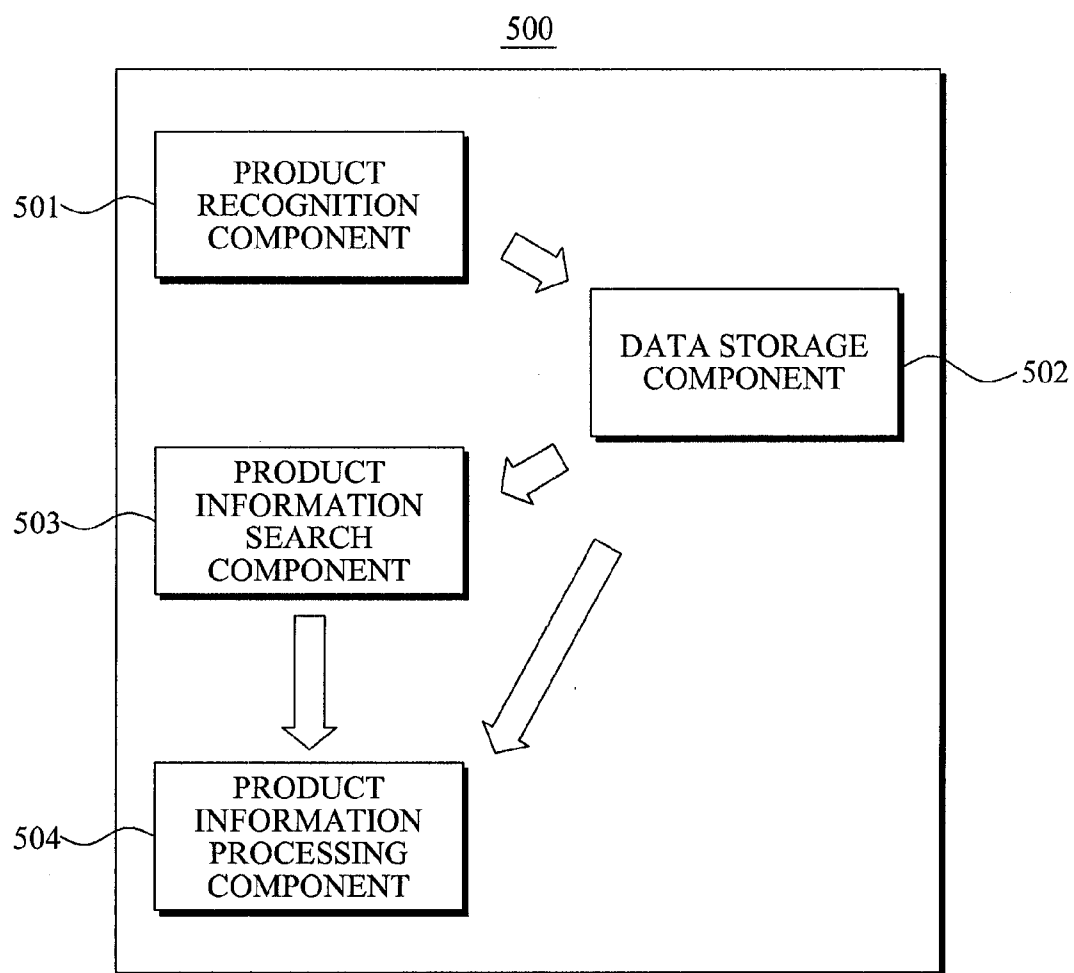 500
501
PRODUCT
RECOGNITION
COMPONENT
DATA STORAGE
COMPONENT
502
503
PRODUCT
INFORMATION
SEARCH
COMPONENT
504
PRODUCT
INFORMATION
PROCESSING
COMPONENT